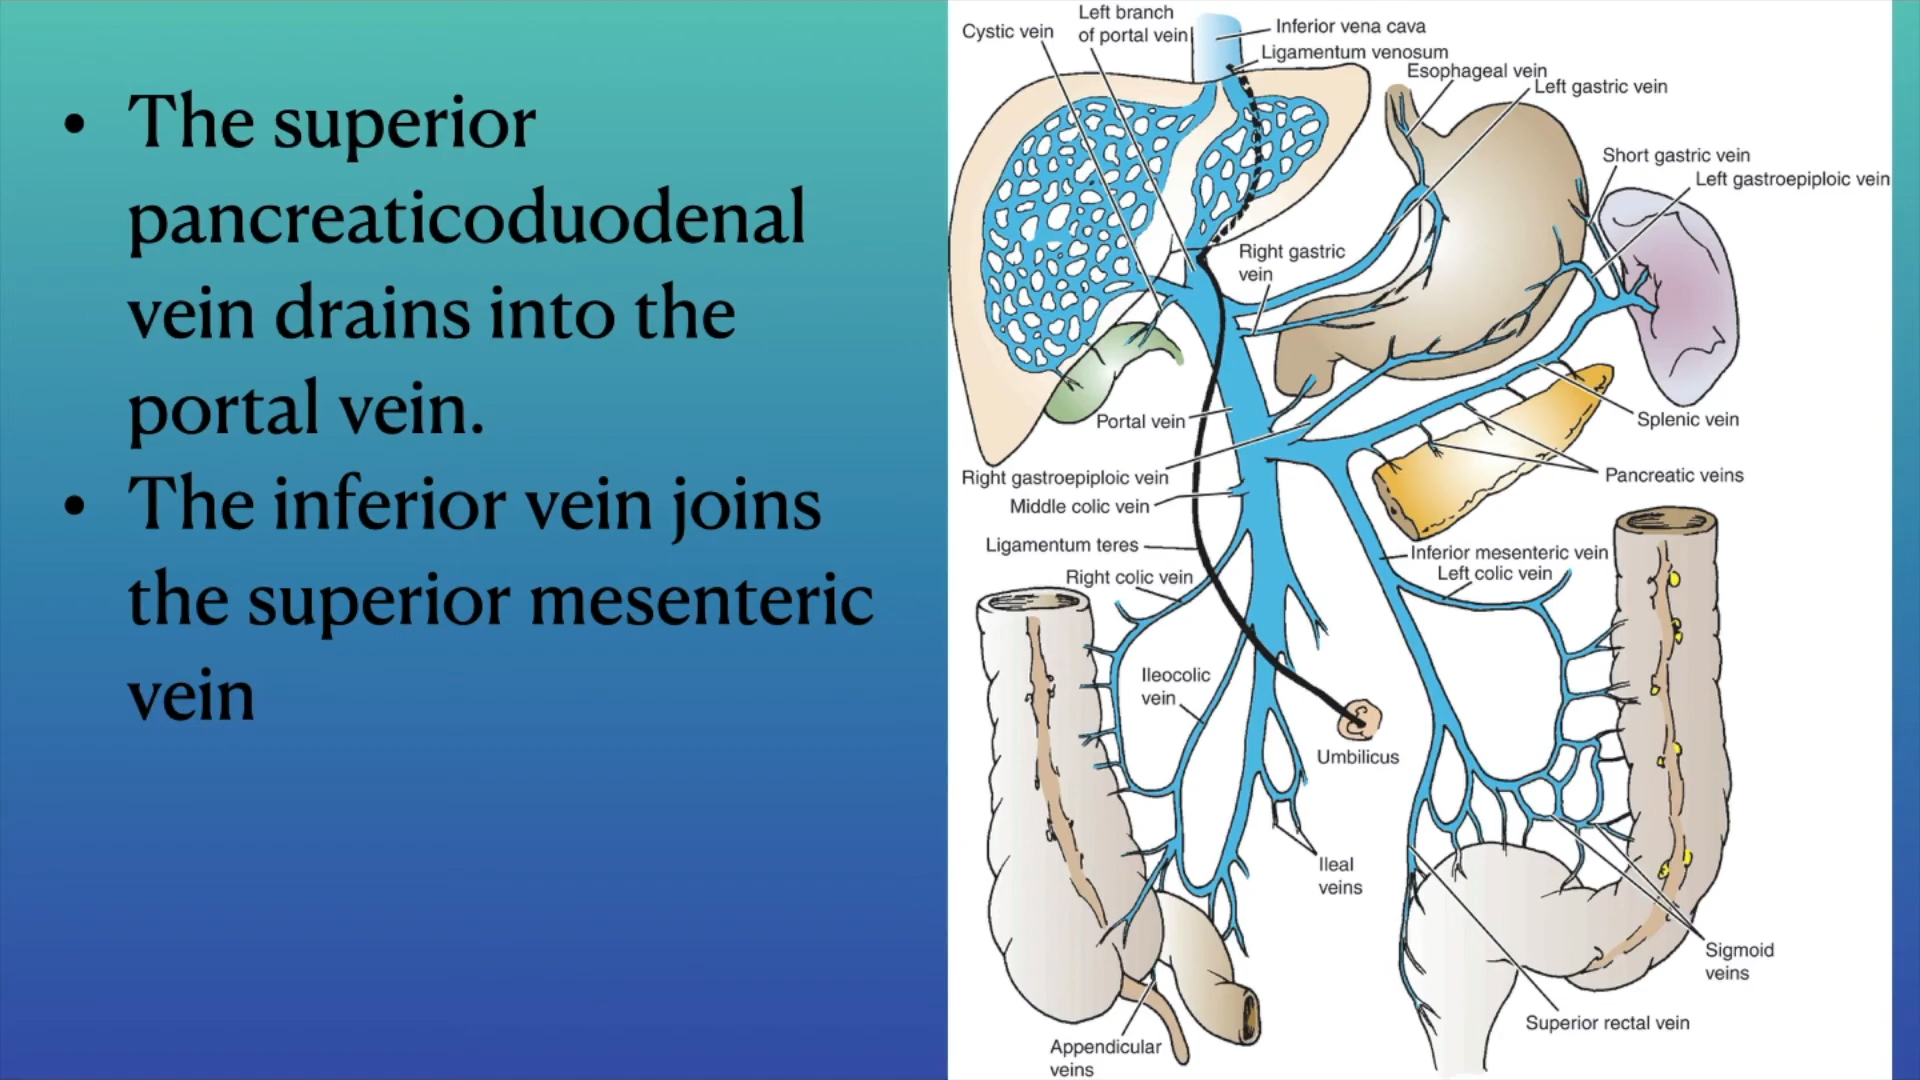 • The superior
pancreaticoduodenal
vein drains into the
portal vein.
• The inferior vein joins
the superior mesenteric
vein
Cystic vein
Left branch
of portal vein
Inferior vena cava
Ligamentum venosum
Esophageal vein
Left gastric vein
Short gastric vein
Left gastroepiploic vein
Right gastric
vein
Portal vein
Splenic vein
Right gastroepiploic vein
Pancreatic veins
Middle colic vein
Ligamentum teres
Inferior mesenteric vein
Right colic vein
Left colic vein
Ileocolic
vein
Umbilicus
Ileal
veins
Sigmoid
veins
Superior rectal vein
Appendicular
veins